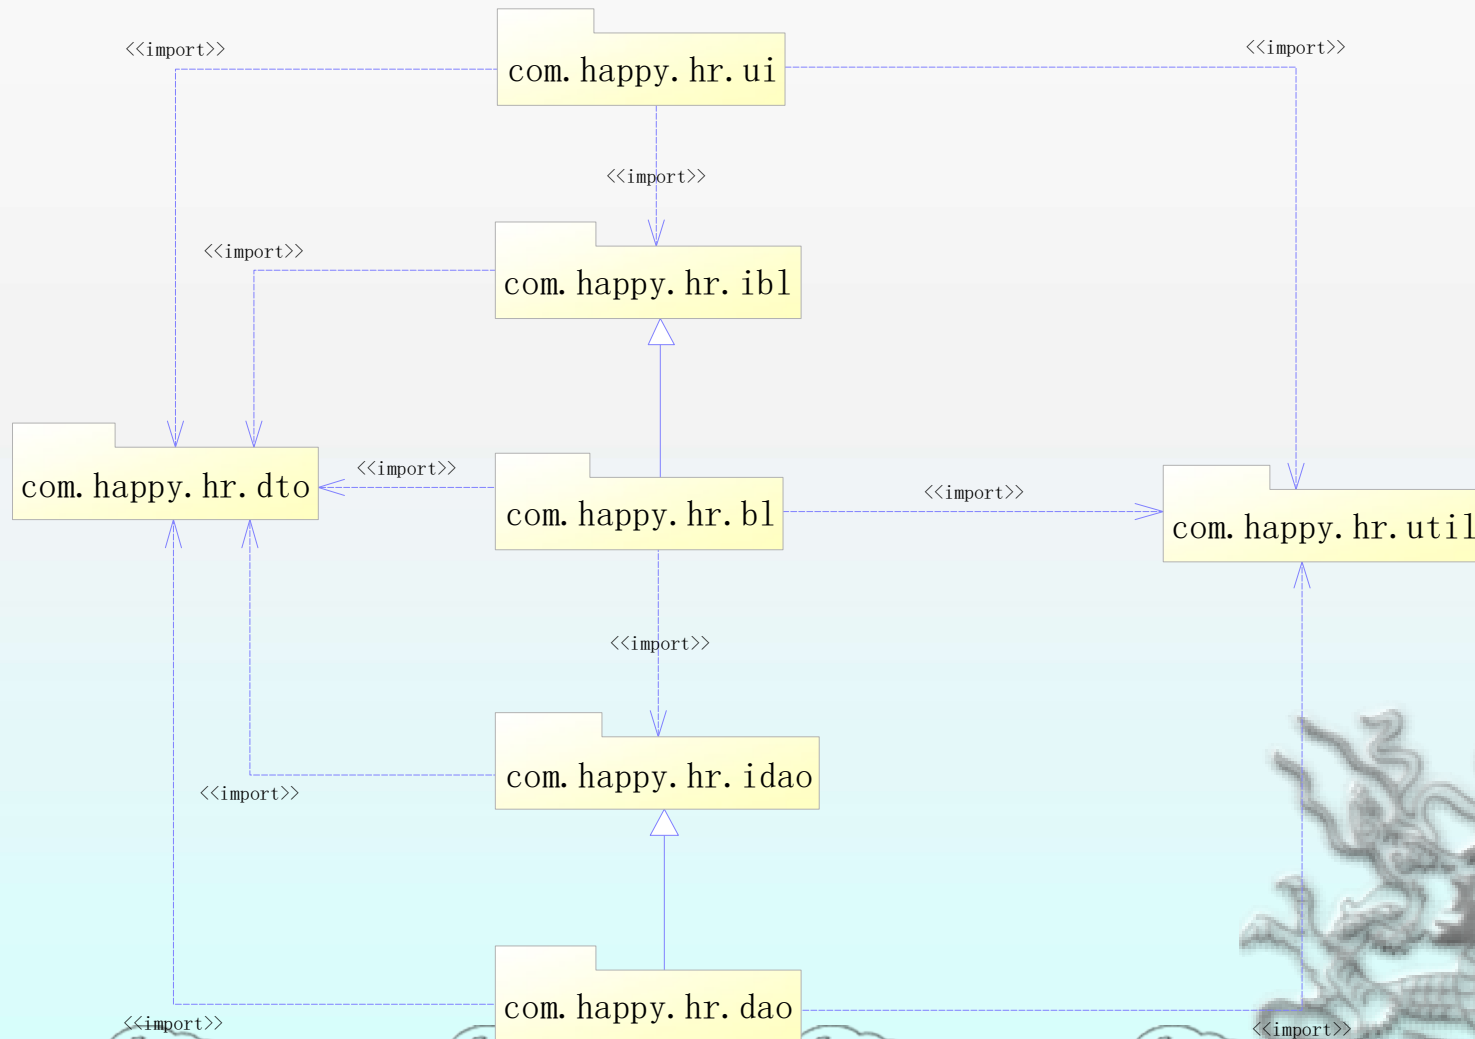 <<import>>
<<import>>
com.happy.hr.ui
<<import>>
<<import>>
com.happy.hr.ibl
<<import>>
com.happy.hr.dto
<<import>>
com.happy.hr.bl
com.happy.hr.util
<<import>>
com.happy.hr.idao
<<import>>
com.happy.hr.dao
<<import>>
<<import>>